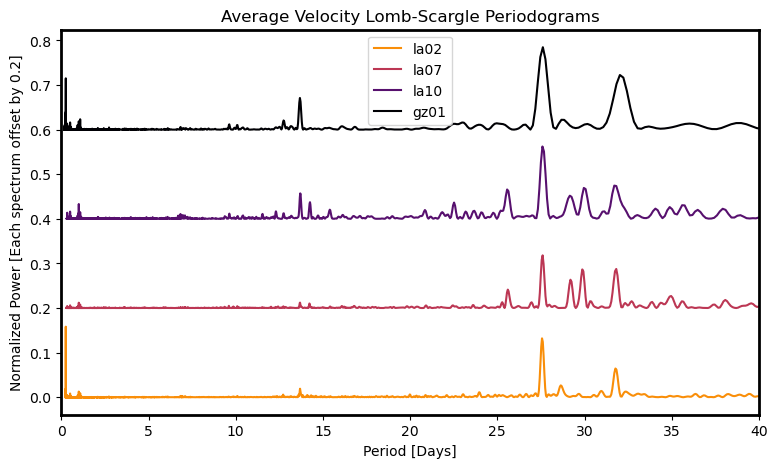 Average Velocity Lomb-Scargle Periodograms
Normalized Power [Each spectrum offset by 0.2]
0.8
0.7
0.6
0.5
0.4
0.3
0.2
0.1
0.0
la02
la07
la10
gz01
0 5 10 15 20 25 30 35 40
Period [Days]